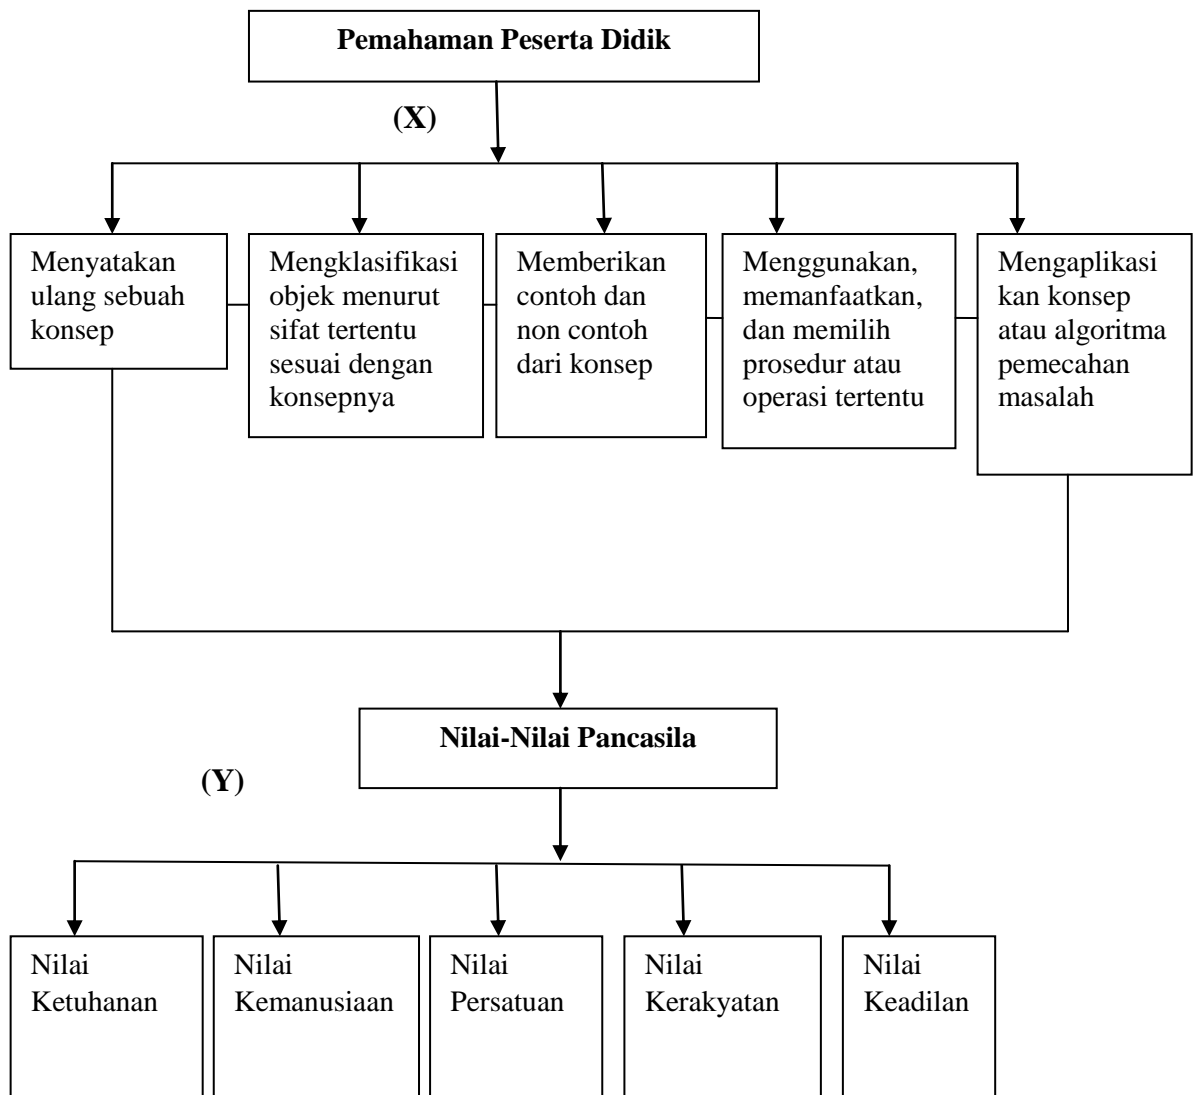 Pemahaman Peserta Didik
(X)
Menyatakan
ulang sebuah
konsep
Mengklasifikasi
objek menurut
sifat tertentu
sesuai dengan
konsepnya
Memberikan
contoh dan
non contoh
dari konsep
Menggunakan,
memanfaatkan,
dan memilih
prosedur atau
operasi tertentu
Mengaplikasi
kan konsep
atau algoritma
pemecahan
masalah
Nilai-Nilai Pancasila
(Y)
Nilai
Ketuhanan
Nilai
Kemanusiaan
Nilai
Persatuan
Nilai
Kerakyatan
Nilai
Keadilan